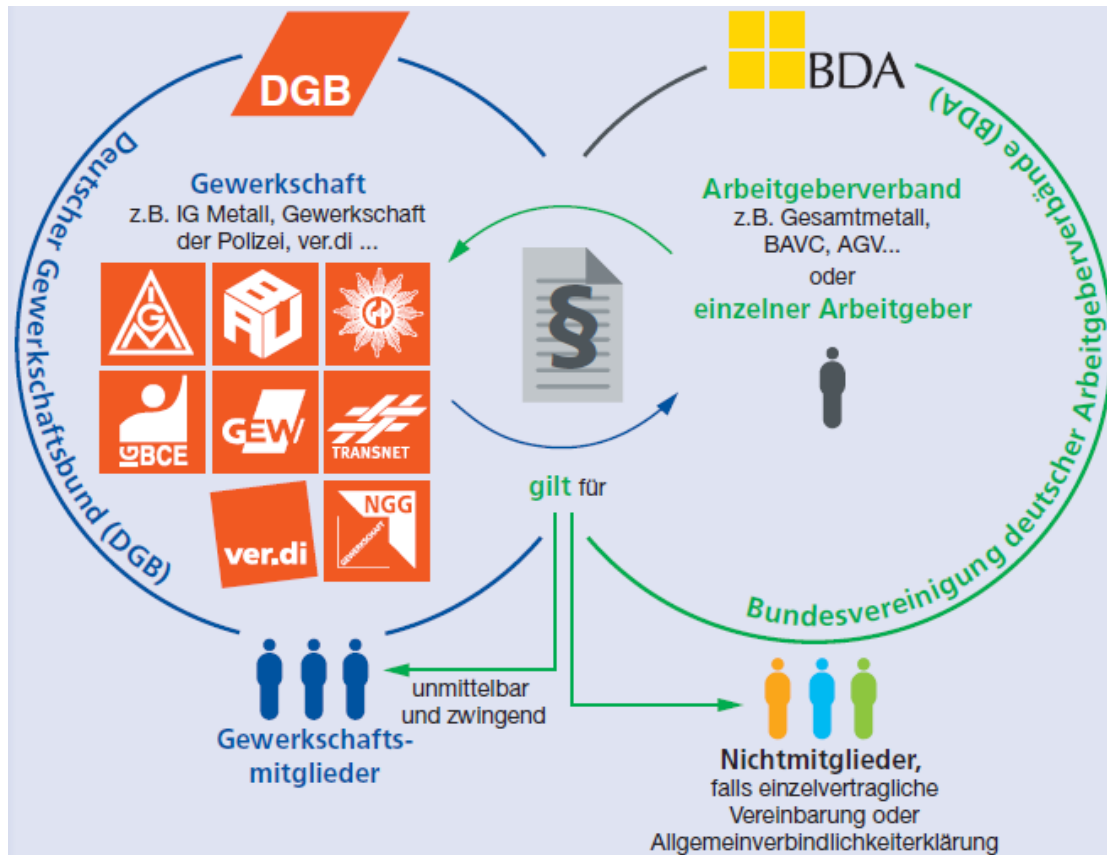 DGB
BDA
Deutscher Gewerkschaftsbund (DGB)
Gewerkschaft
z.B. IG Metall, Gewerkschaft
der Polizei, ver.di ...
IGM
BAU
GdP
IGBCE
GEW
TRANSNET
ver.di
NGG
GEWERKSCHAFT
§
Arbeitgeberverband
z.B. Gesamtmetall,
BAVC, AGV...
oder
einzelner Arbeitgeber
Bundesvereinigung deutscher Arbeitgeberverbände (BDA)
gilt für
unmittelbar
und zwingend
Gewerkschafts-
mitglieder
Nichtmitglieder,
falls einzelvertragliche
Vereinbarung oder
Allgemeinverbindlichkeiterklärung